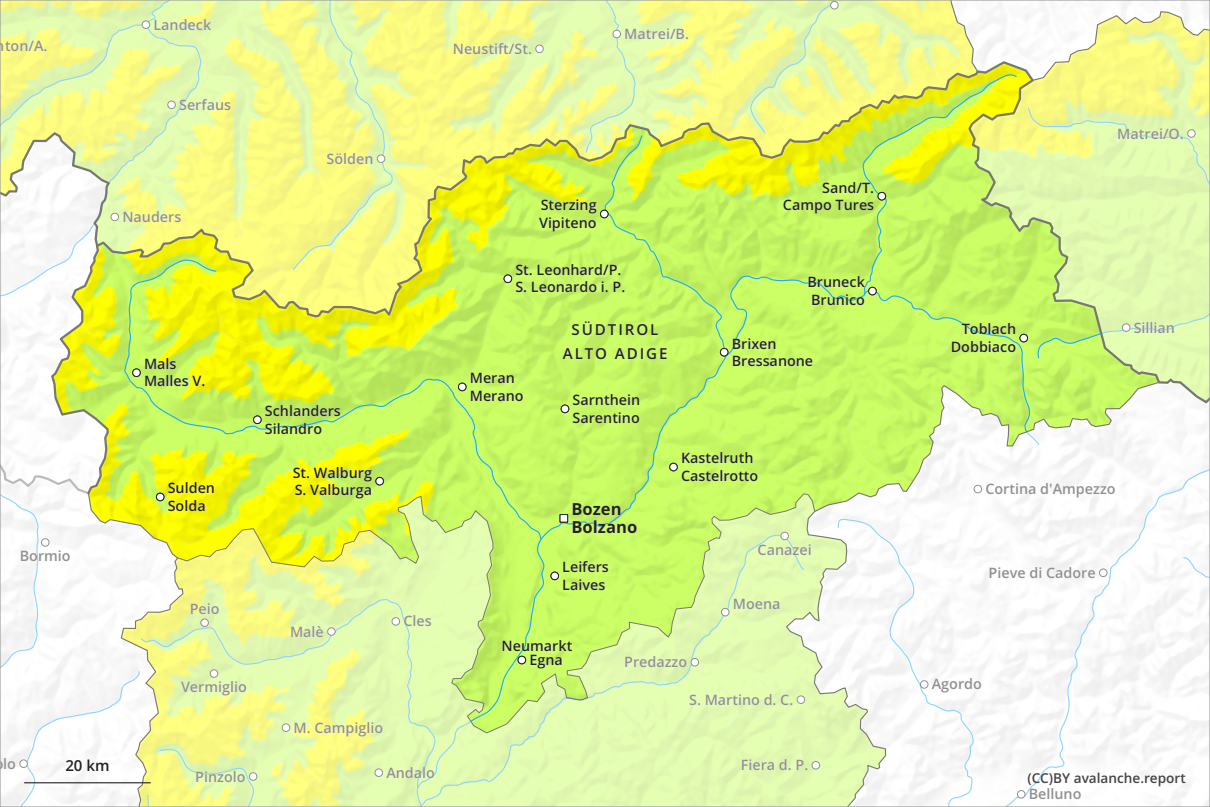 Landeck
Neustift/St.
Matrei/B.
Serfaus
Sölden
Matrei/O.
Nauders
Sand/T.
Campo Tures
Sterzing
Vipiteno
St. Leonhard/P.
S. Leonardo i. P.
Bruneck
Brunico
SÜDTIROL
ALTO ADIGE
Toblach
Dobbiaco
Sillian
Brixen
Bressanone
Mals
Malles V.
Meran
Merano
Sarnthein
Sarentino
Schlanders
Silandro
Kastelruth
Castelrotto
St. Walburg
S. Valburga
Sulden
Solda
Cortina d'Ampezzo
Bozen
Bolzano
Bormio
Canazei
Leifers
Laives
Pieve di Cadore
Peio
Moena
Malè
Cles
Neumarkt
Egna
Predazzo
Vermiglio
Agordo
S. Martino d. C.
M. Campiglio
20 km
Pinzolo
Andalo
Fiera d. P.
(CC)BY avalanche.report
Belluno